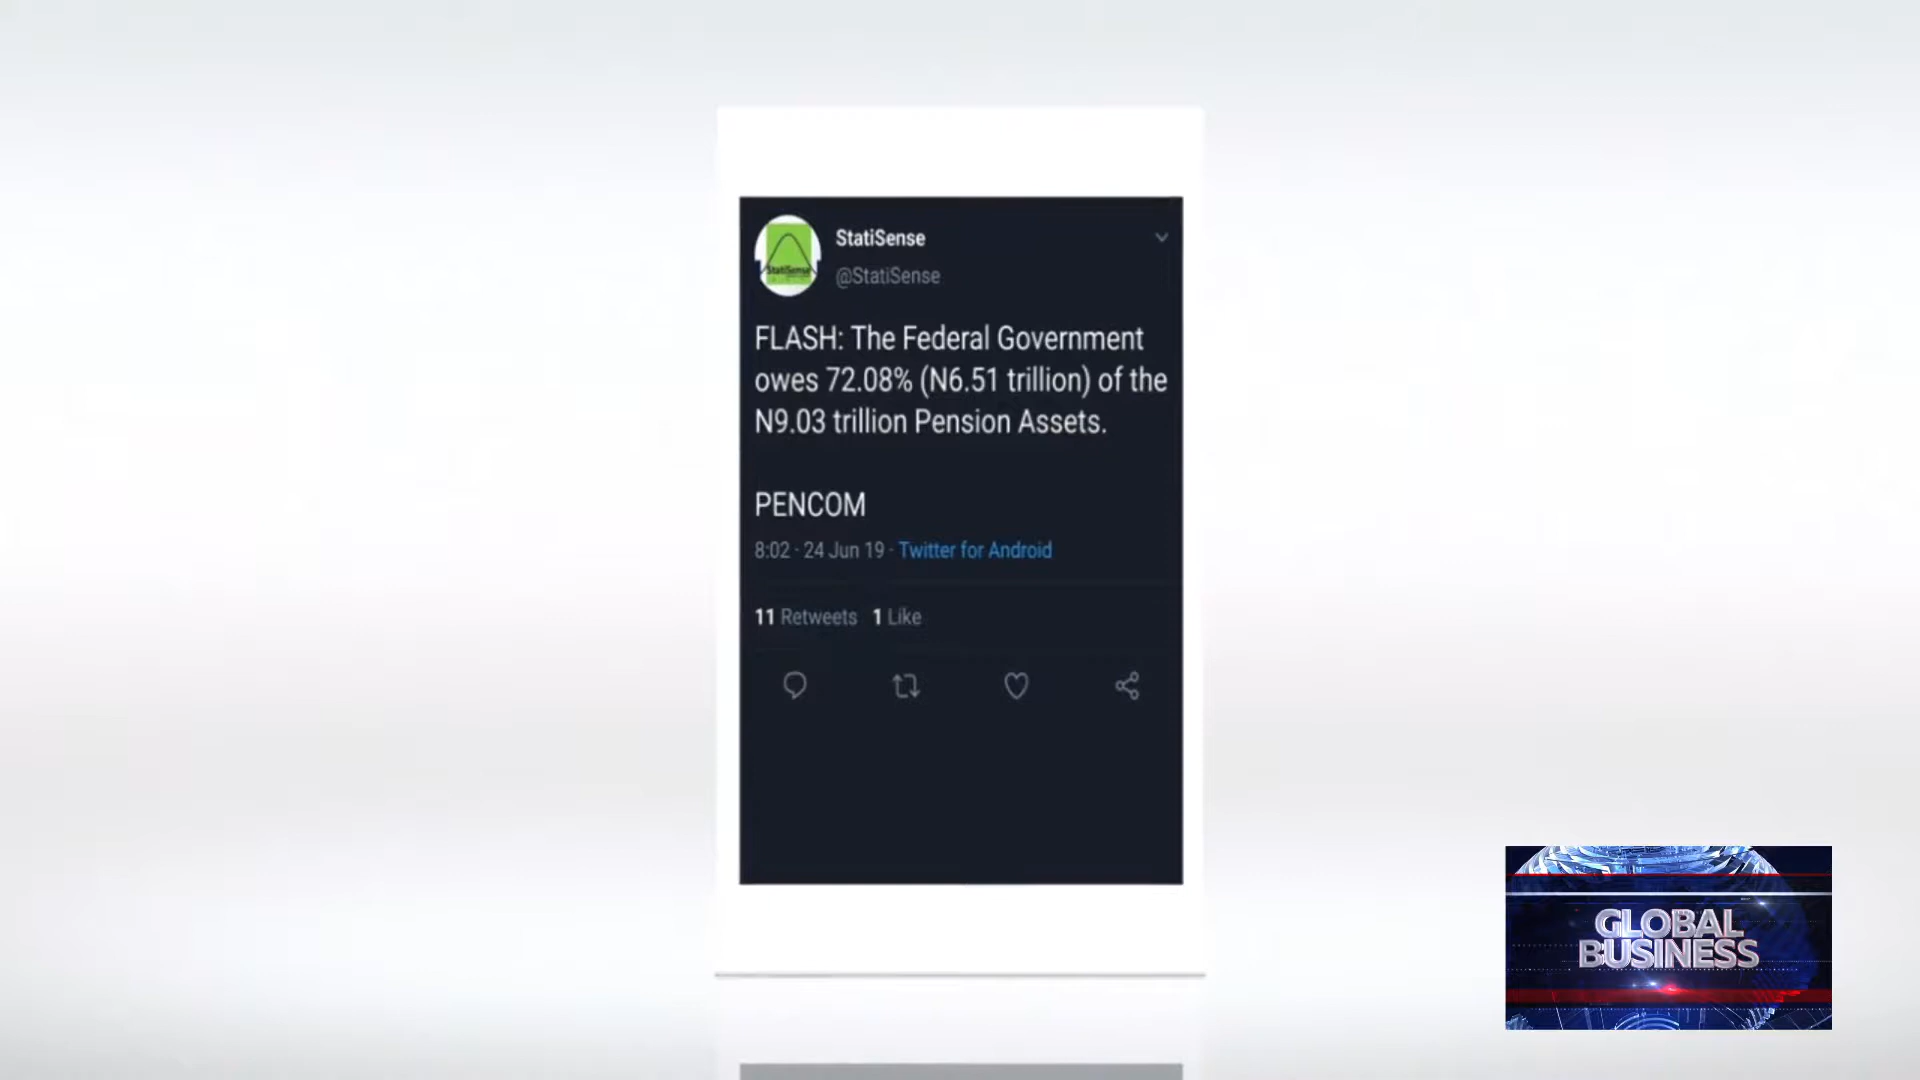 StatiSense
StatiSense
@StatiSense
FLASH: The Federal Government
owes 72.08% (N6.51 trillion) of the
N9.03 trillion Pension Assets.
PENCOM
8:02 · 24 Jun 19 · Twitter for Android
11 Retweets 1 Like
GLOBAL
BUSINESS